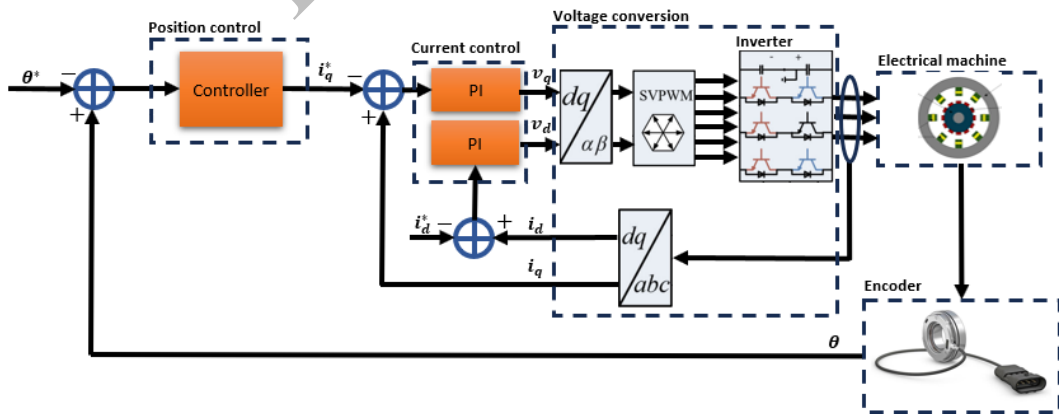 Voltage conversion
Position control
Current control
Inverter
Electrical machine
θ*
−
+
Controller
i_q^*
−
+
PI
v_q
PI
v_d
dq
αβ
SVPWM
-
+
i_d^*
−
+
i_d
i_q
dq
abc
Encoder
θ